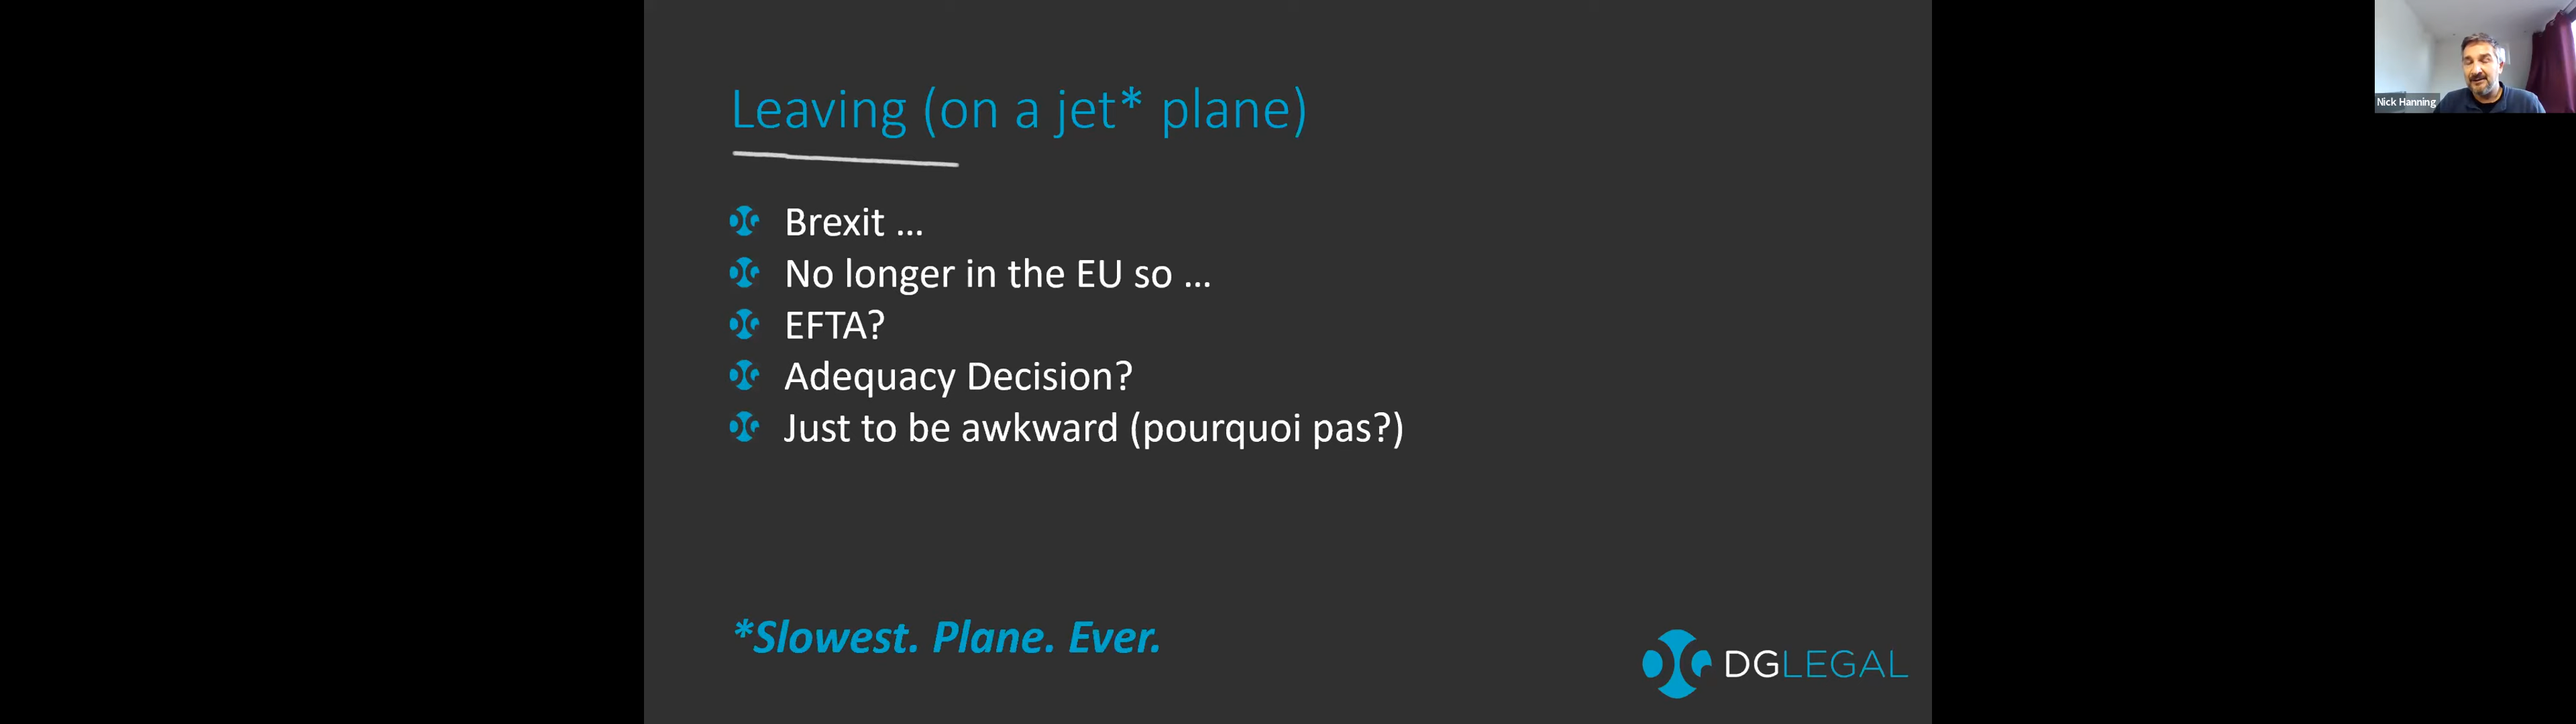 Leaving (on a jet* plane)
Brexit ...
No longer in the EU so ...
EFTA?
Adequacy Decision?
Just to be awkward (pourquoi pas?)
*Slowest. Plane. Ever.
DGLEGAL
Nick Hanning